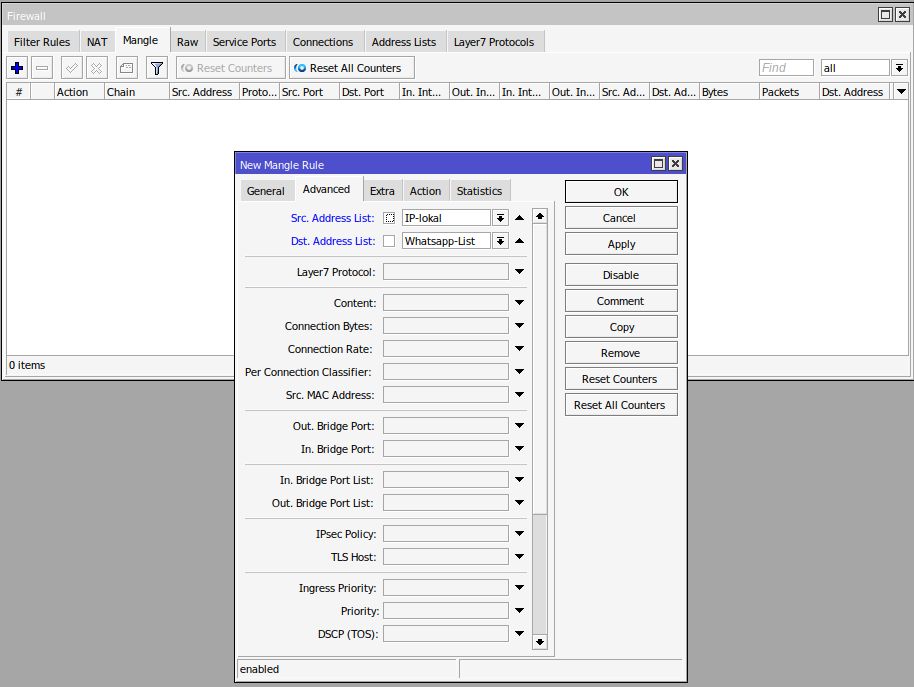 Firewall
Filter Rules NAT Mangle Raw Service Ports Connections Address Lists Layer7 Protocols
Reset Counters Reset All Counters Find all
# Action Chain Src. Address Proto... Src. Port Dst. Port In. Int... Out. In... In. Int... Out. In... Src. Ad... Dst. Ad... Bytes Packets Dst. Address
0 items
New Mangle Rule
General Advanced Extra Action Statistics
Src. Address List: IP-lokal
Dst. Address List: Whatsapp-List
Layer7 Protocol:
Content:
Connection Bytes:
Connection Rate:
Per Connection Classifier:
Src. MAC Address:
Out. Bridge Port:
In. Bridge Port:
In. Bridge Port List:
Out. Bridge Port List:
IPsec Policy:
TLS Host:
Ingress Priority:
Priority:
DSCP (TOS):
OK
Cancel
Apply
Disable
Comment
Copy
Remove
Reset Counters
Reset All Counters
enabled